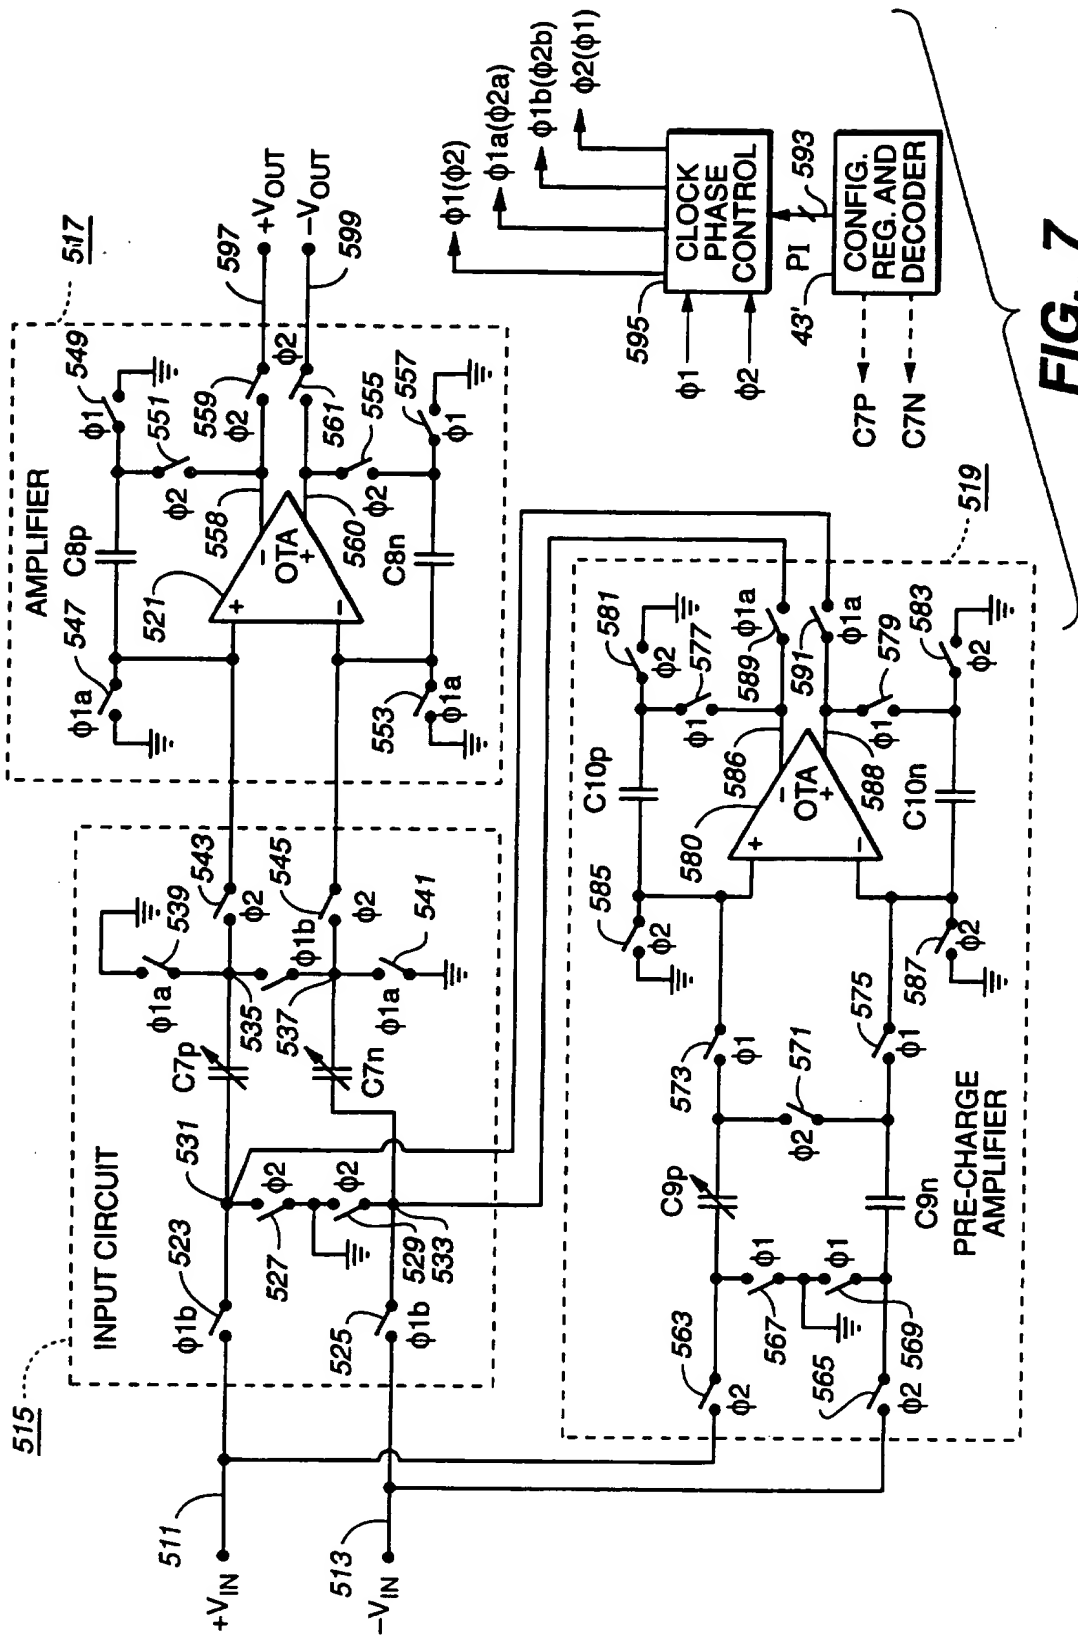 515
INPUT CIRCUIT
+VIN
511
−VIN
513
φ1b
523
525
φ1b
531
527
φ2
φ2
529
533
C7p
C7n
φ1a
539
535
φ1b
537
φ1a
541
543
φ2
545
φ2
517
AMPLIFIER
547
φ1a
C8p
549
φ1
551
φ2
521
+
−
OTA
−
+
558
560
559
φ2
561
φ2
555
φ2
557
φ1
C8n
553
φ1a
597
+VOUT
599
−VOUT
519
PRE-CHARGE
AMPLIFIER
563
φ2
565
φ2
567
φ1
φ1
569
C9p
C9n
571
φ2
573
φ1
575
φ1
585
φ2
587
φ2
580
+
−
OTA
−
+
C10p
C10n
586
588
577
φ1
579
φ1
581
φ2
583
φ2
589
φ1a
591
φ1a
φ1(φ2)
φ1a(φ2a)
φ1b(φ2b)
φ2(φ1)
595
φ1
φ2
CLOCK
PHASE
CONTROL
PI
593
43'
CONFIG.
REG. AND
DECODER
C7P
C7N
FIG. 7